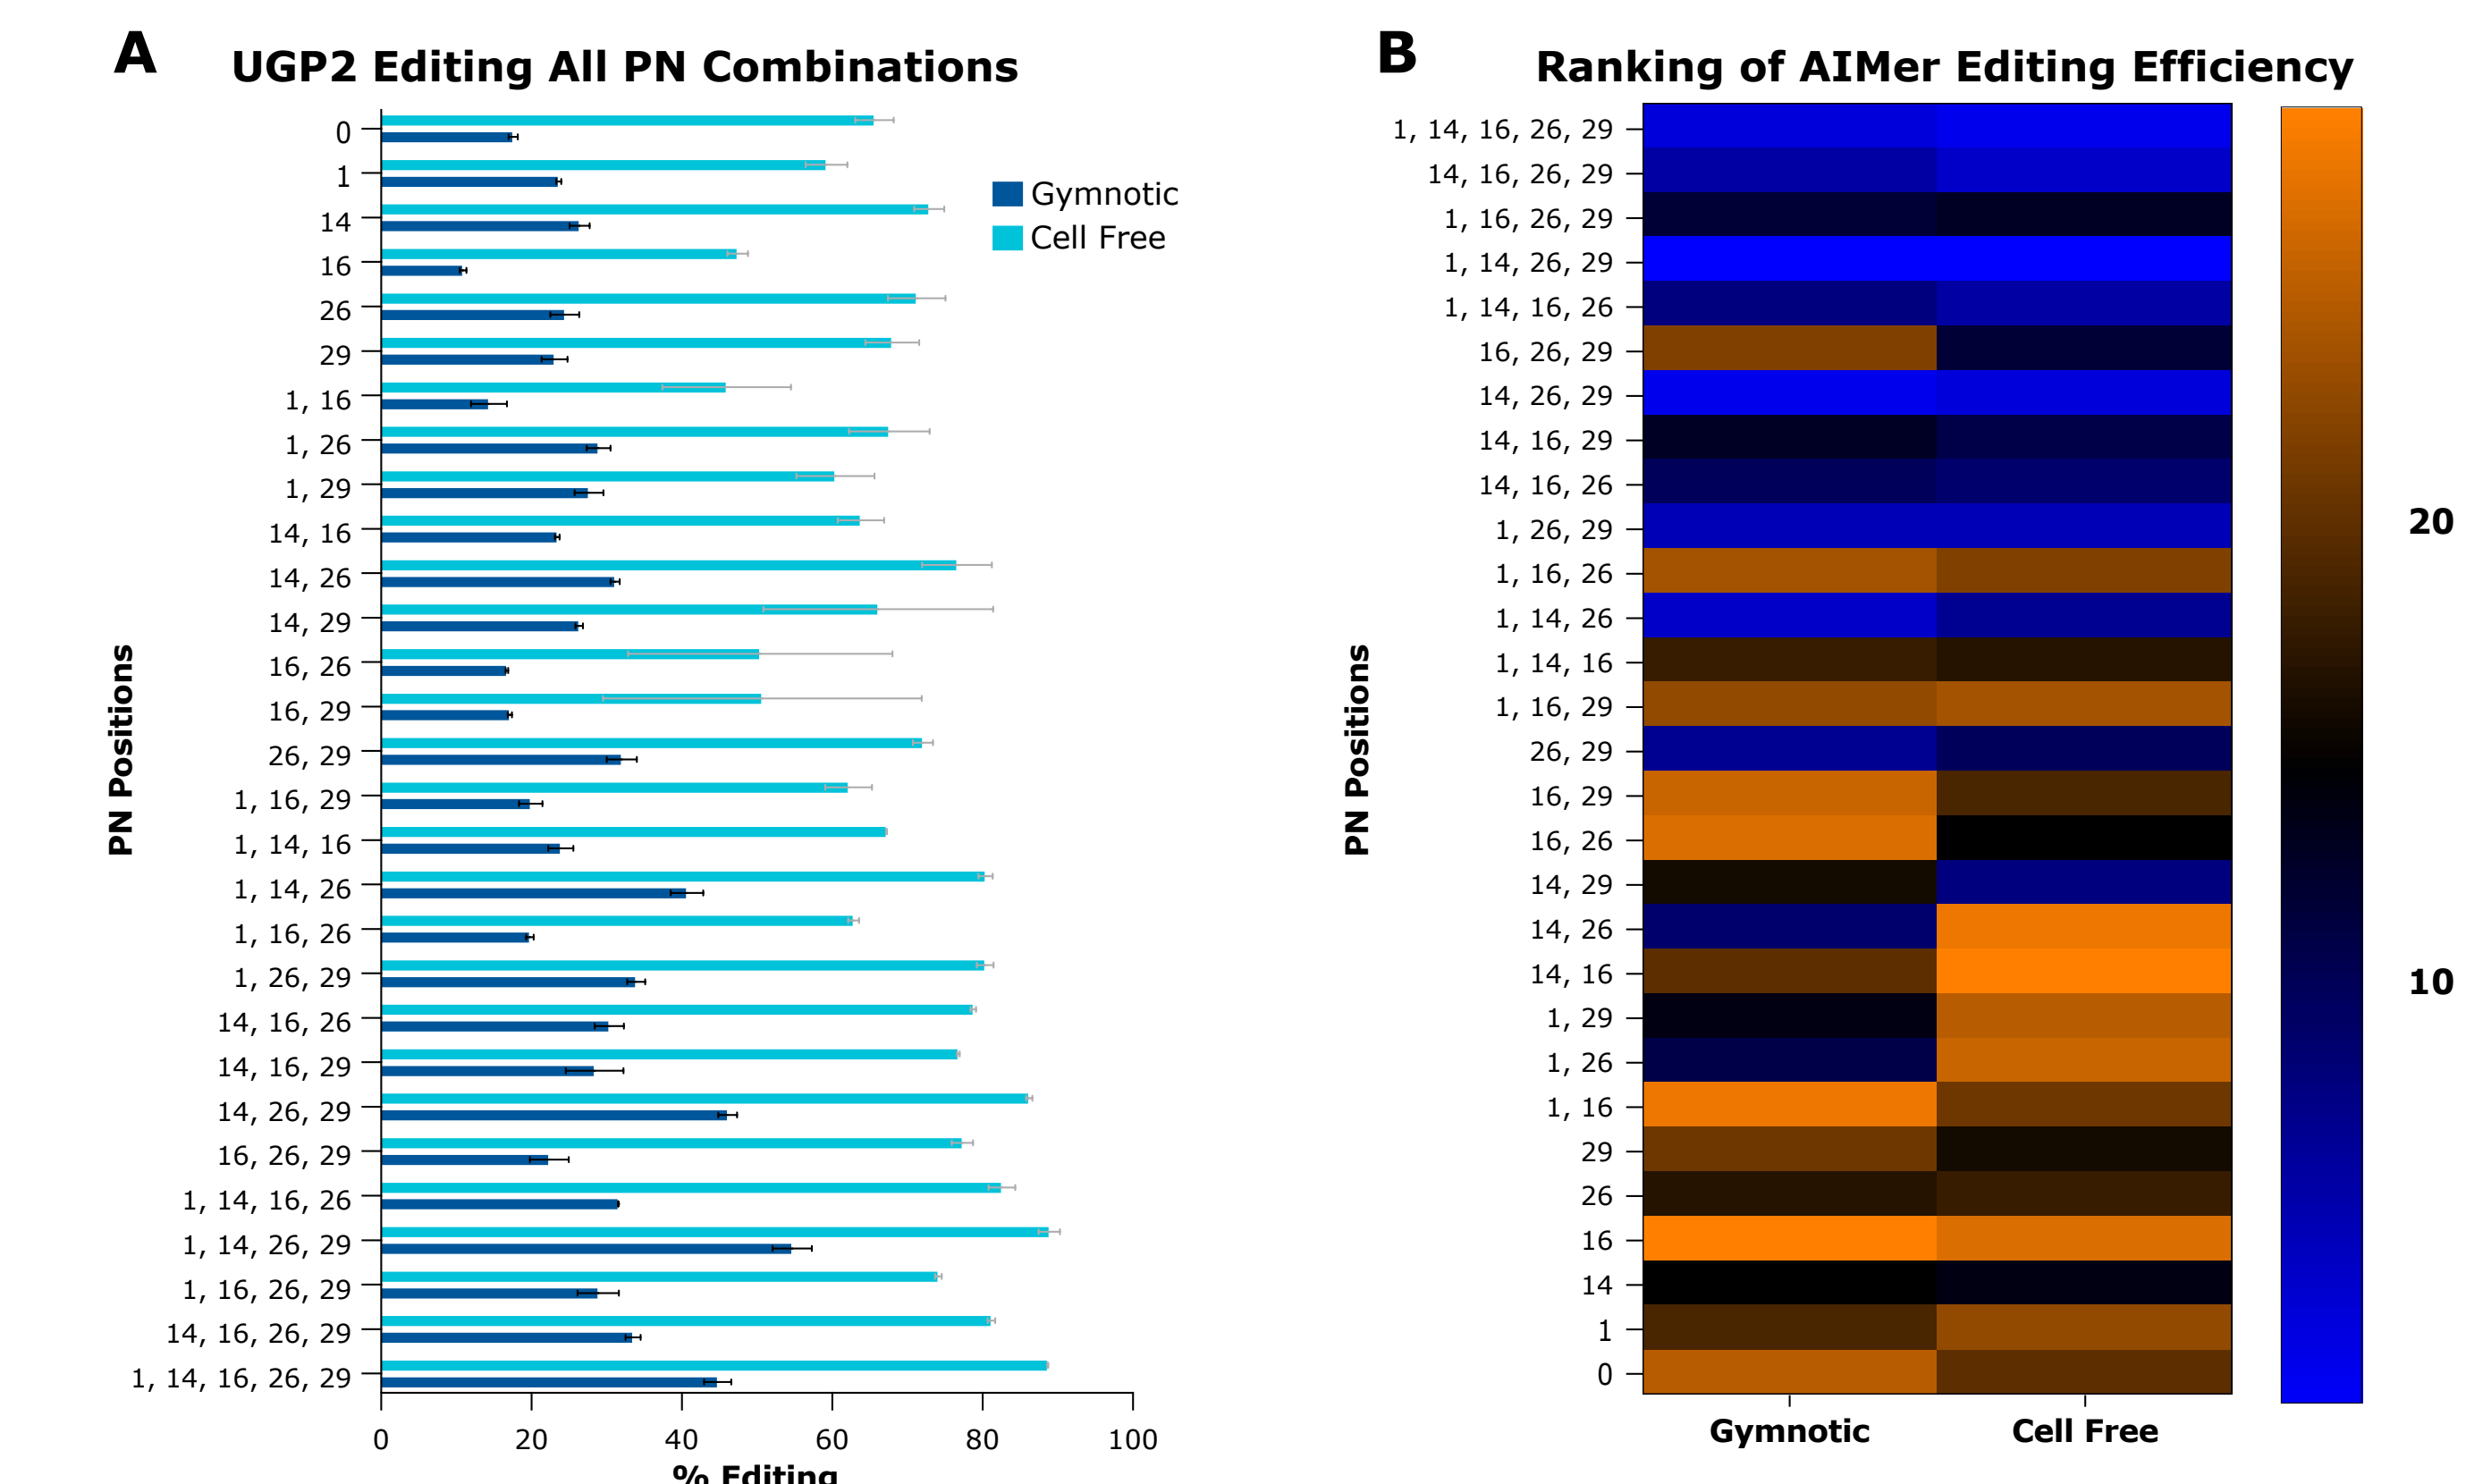 A
UGP2 Editing All PN Combinations
0
1
14
16
26
29
1, 16
1, 26
1, 29
14, 16
14, 26
14, 29
16, 26
16, 29
26, 29
1, 16, 29
1, 14, 16
1, 14, 26
1, 16, 26
1, 26, 29
14, 16, 26
14, 16, 29
14, 26, 29
16, 26, 29
1, 14, 16, 26
1, 14, 26, 29
1, 16, 26, 29
14, 16, 26, 29
1, 14, 16, 26, 29
PN Positions
Gymnotic
Cell Free
0 20 40 60 80 100
% Editing
B
Ranking of AIMer Editing Efficiency
1, 14, 16, 26, 29
14, 16, 26, 29
1, 16, 26, 29
1, 14, 26, 29
1, 14, 16, 26
16, 26, 29
14, 26, 29
14, 16, 29
14, 16, 26
1, 26, 29
1, 16, 26
1, 14, 26
1, 14, 16
1, 16, 29
26, 29
16, 29
16, 26
14, 29
14, 26
14, 16
1, 29
1, 26
1, 16
29
26
16
14
1
0
PN Positions
Gymnotic Cell Free
20
10